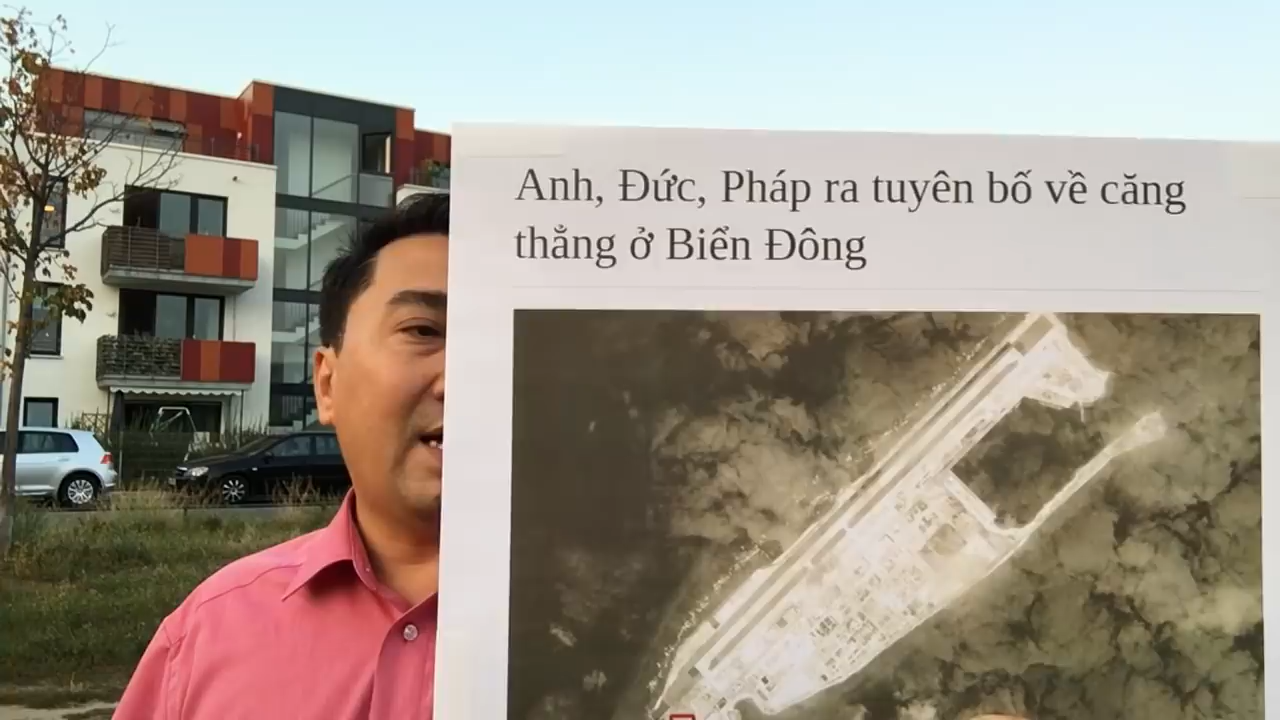 Anh, Đức, Pháp ra tuyên bố về căng
thẳng ở Biển Đông